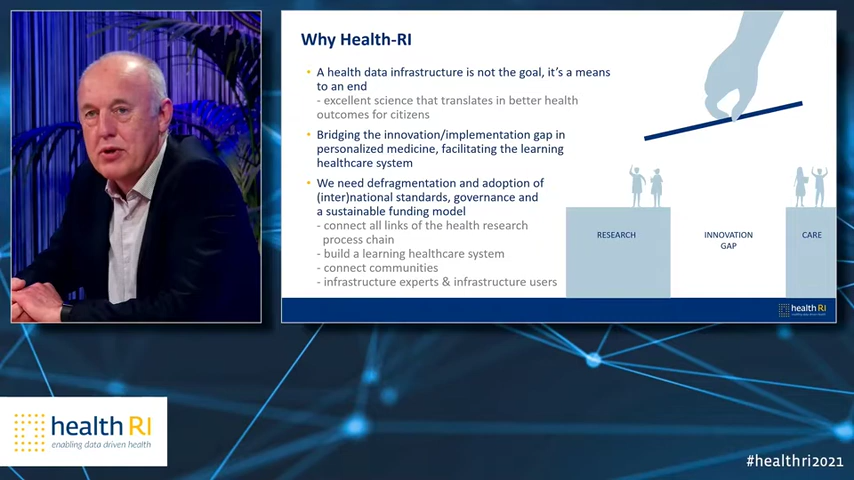 Why Health-RI
• A health data infrastructure is not the goal, it's a means
to an end
- excellent science that translates in better health
outcomes for citizens
• Bridging the innovation/implementation gap in
personalized medicine, facilitating the learning
healthcare system
• We need defragmentation and adoption of
(inter)national standards, governance and
a sustainable funding model
- connect all links of the health research
process chain
- build a learning healthcare system
- connect communities
- infrastructure experts & infrastructure users
RESEARCH
INNOVATION
GAP
CARE
health RI
enabling data driven health
health RI
enabling data driven health
#healthri2021